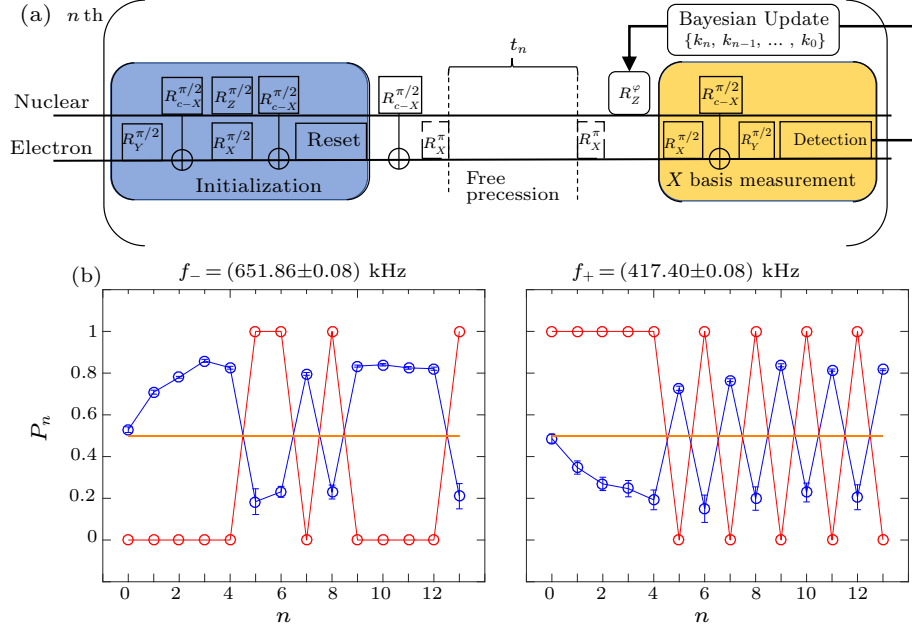 (a) n th
Bayesian Update
{k_n, k_{n−1}, ... , k_0}
t_n
R_{c−X}^{π/2} R_Z^{π/2} R_{c−X}^{π/2} R_{c−X}^{π/2} R_Z^φ R_{c−X}^{π/2}
Nuclear
R_Y^{π/2} R_X^{π/2} Reset R_X^π R_X^π R_X^{π/2} R_Y^{π/2} Detection
Electron
Initialization Free X basis measurement
precession
(b) f_− = (651.86±0.08) kHz f_+ = (417.40±0.08) kHz
1
0.8
0.6
0.4
0.2
0
P_n
0 2 4 6 8 10 12 0 2 4 6 8 10 12
n n